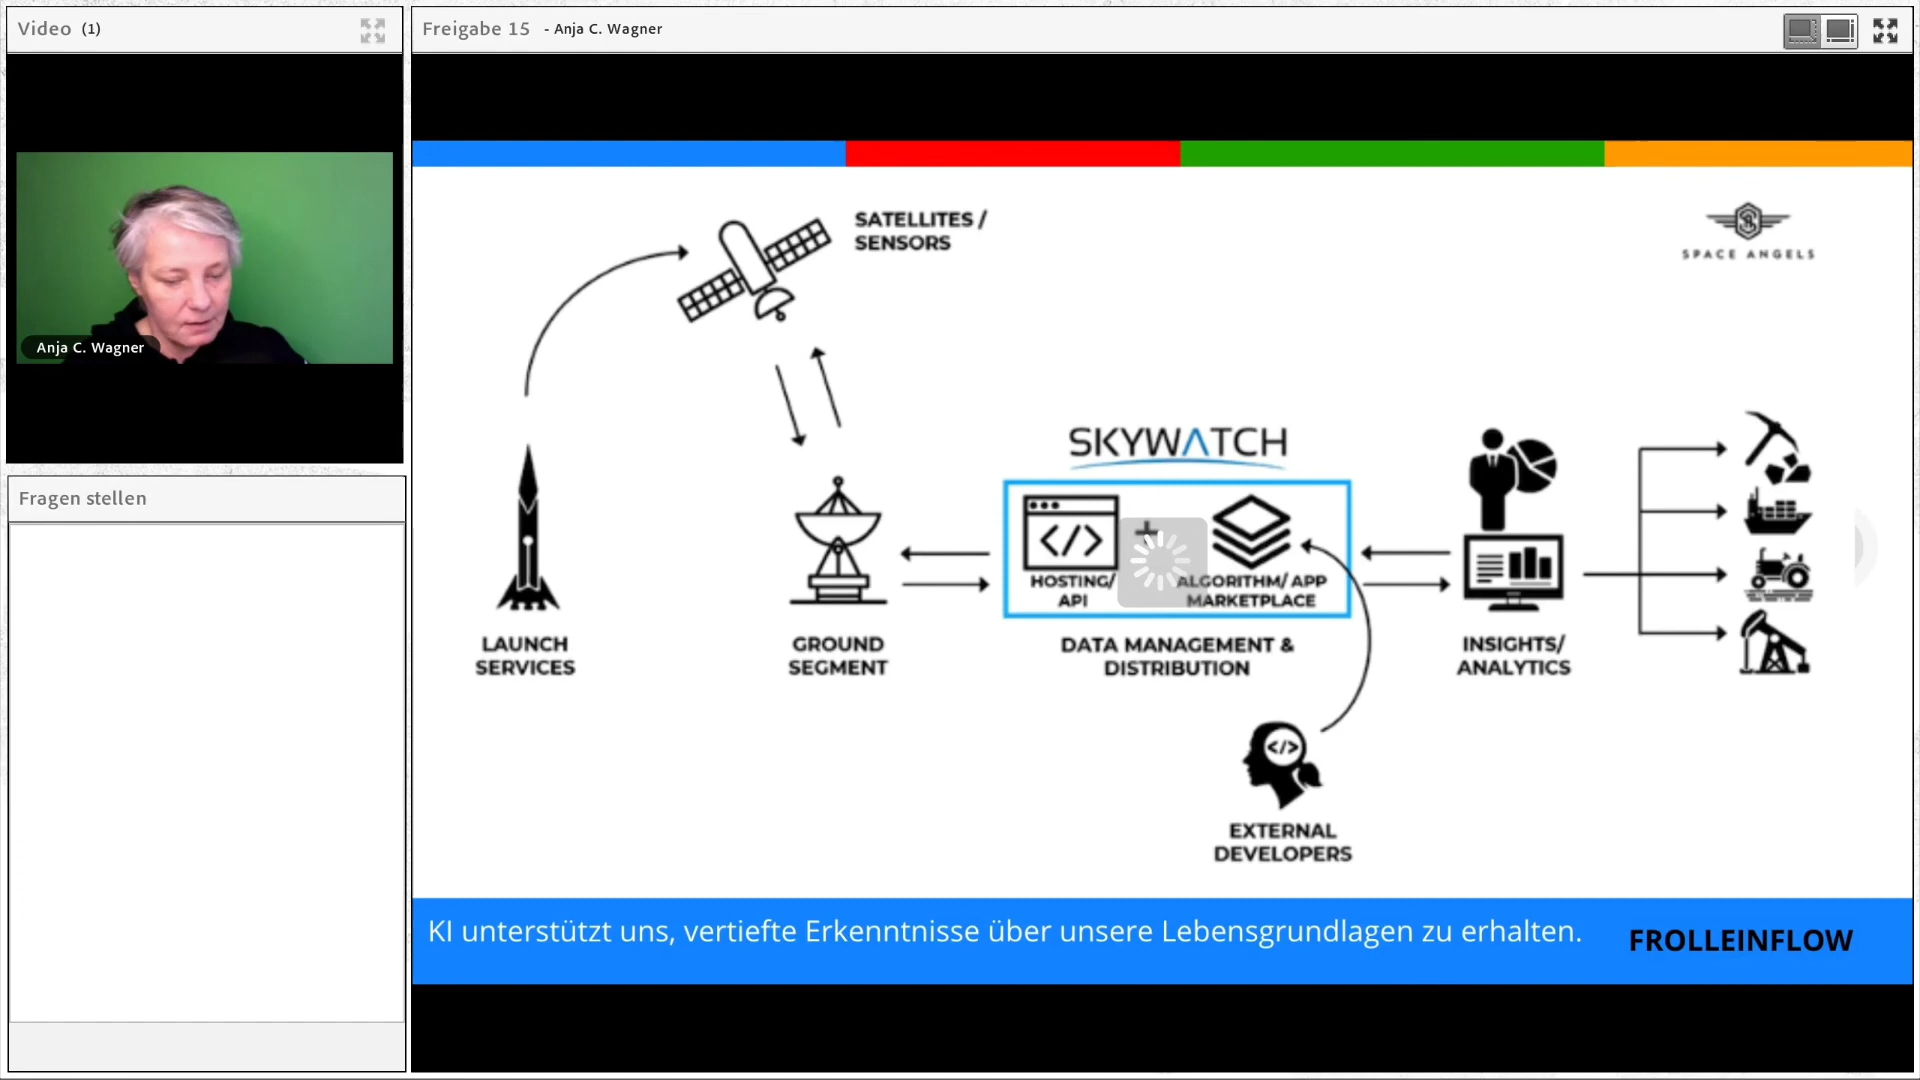 Video (1)
Freigabe 15 - Anja C. Wagner
Anja C. Wagner
Fragen stellen
SATELLITES /
SENSORS
SPACE ANGELS
SKYWATCH
HOSTING/
API
ALGORITHM/ APP
MARKETPLACE
LAUNCH
SERVICES
GROUND
SEGMENT
DATA MANAGEMENT &
DISTRIBUTION
INSIGHTS/
ANALYTICS
</>
</>
EXTERNAL
DEVELOPERS
KI unterstützt uns, vertiefte Erkenntnisse über unsere Lebensgrundlagen zu erhalten.
FROLLEINFLOW